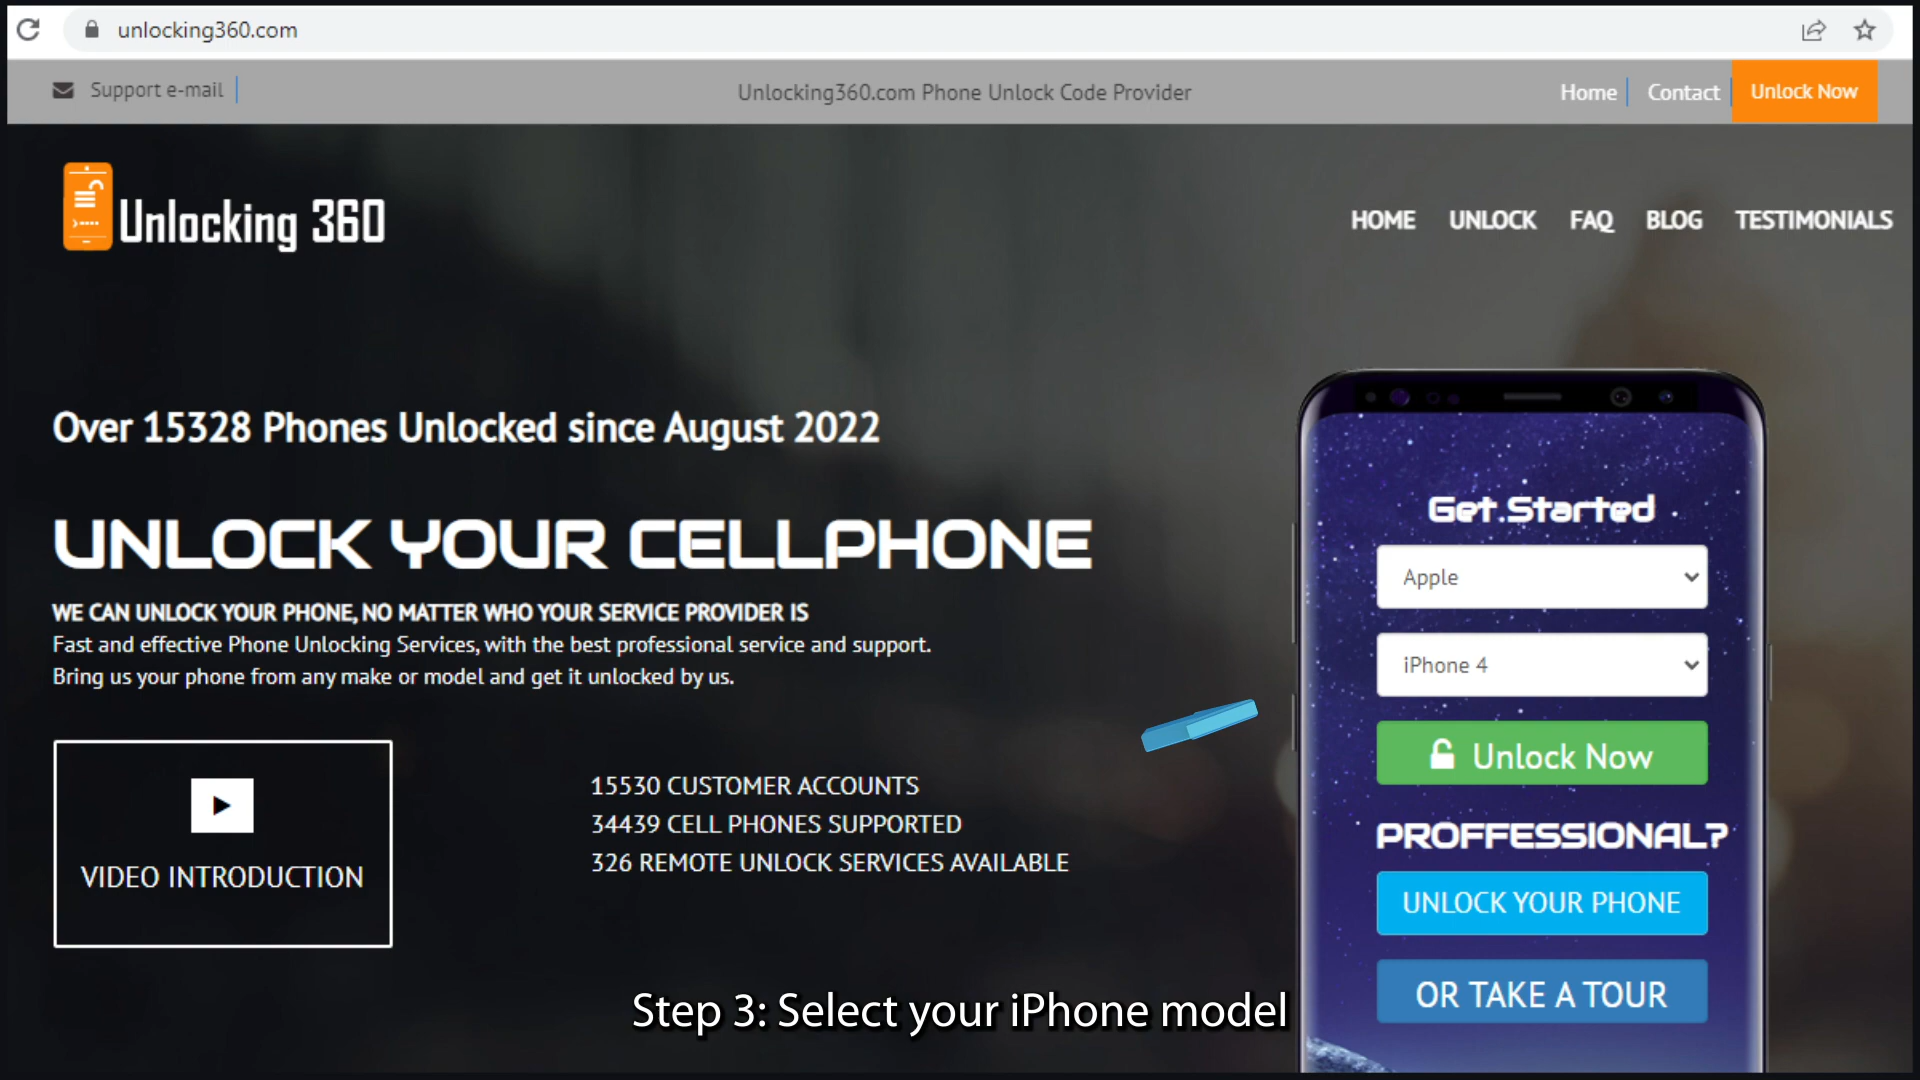 unlocking360.com
Support e-mail
Unlocking360.com Phone Unlock Code Provider
Home
Contact
Unlock Now
Unlocking 360
HOME
UNLOCK
FAQ
BLOG
TESTIMONIALS
Over 15328 Phones Unlocked since August 2022
UNLOCK YOUR CELLPHONE
WE CAN UNLOCK YOUR PHONE, NO MATTER WHO YOUR SERVICE PROVIDER IS
Fast and effective Phone Unlocking Services, with the best professional service and support.
Bring us your phone from any make or model and get it unlocked by us.
VIDEO INTRODUCTION
15530 CUSTOMER ACCOUNTS
34439 CELL PHONES SUPPORTED
326 REMOTE UNLOCK SERVICES AVAILABLE
Get Started
Apple
iPhone 4
Unlock Now
PROFFESSIONAL?
UNLOCK YOUR PHONE
OR TAKE A TOUR
Step 3: Select your iPhone model